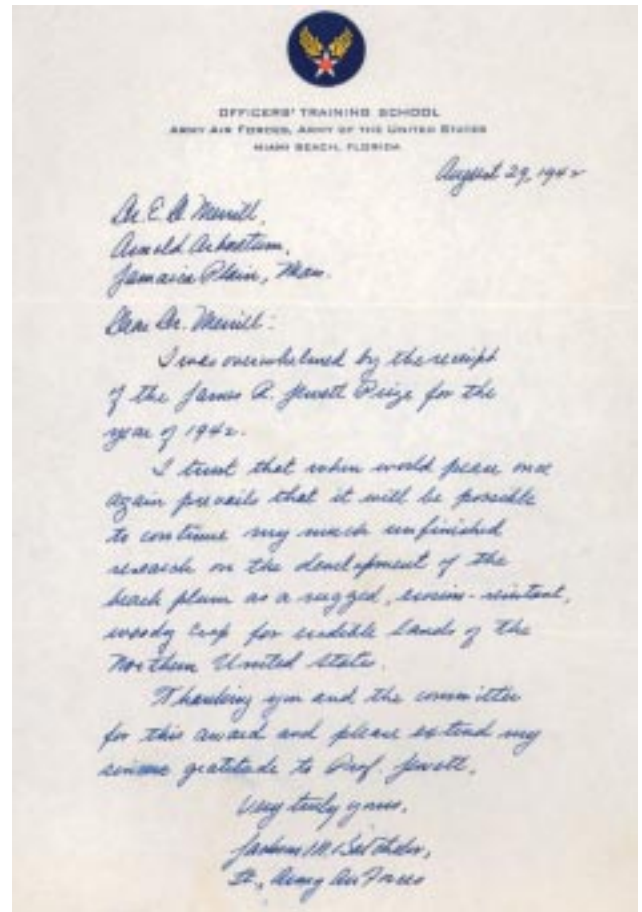 OFFICERS' TRAINING SCHOOL
ARMY AIR FORCES, ARMY OF THE UNITED STATES
MIAMI BEACH, FLORIDA
August 29, 1942
Dr. E. D. Merrill,
Arnold Arboretum,
Jamaica Plain, Mass.
Dear Dr. Merrill:
I was overwhelmed by the receipt
of the James R. Jewett Prize for the
year of 1942.
I trust that when world peace once
again prevails that it will be possible
to continue my much unfinished
research on the development of the
beach plum as a rugged, erosion-resistant,
woody crop for erodible lands of the
Northern United States.
Thanking you and the committee
for this award and please extend my
sincere gratitude to Prof. Jewett.
Very truly yours,
Batchelor,
Lt., Army Air Forces